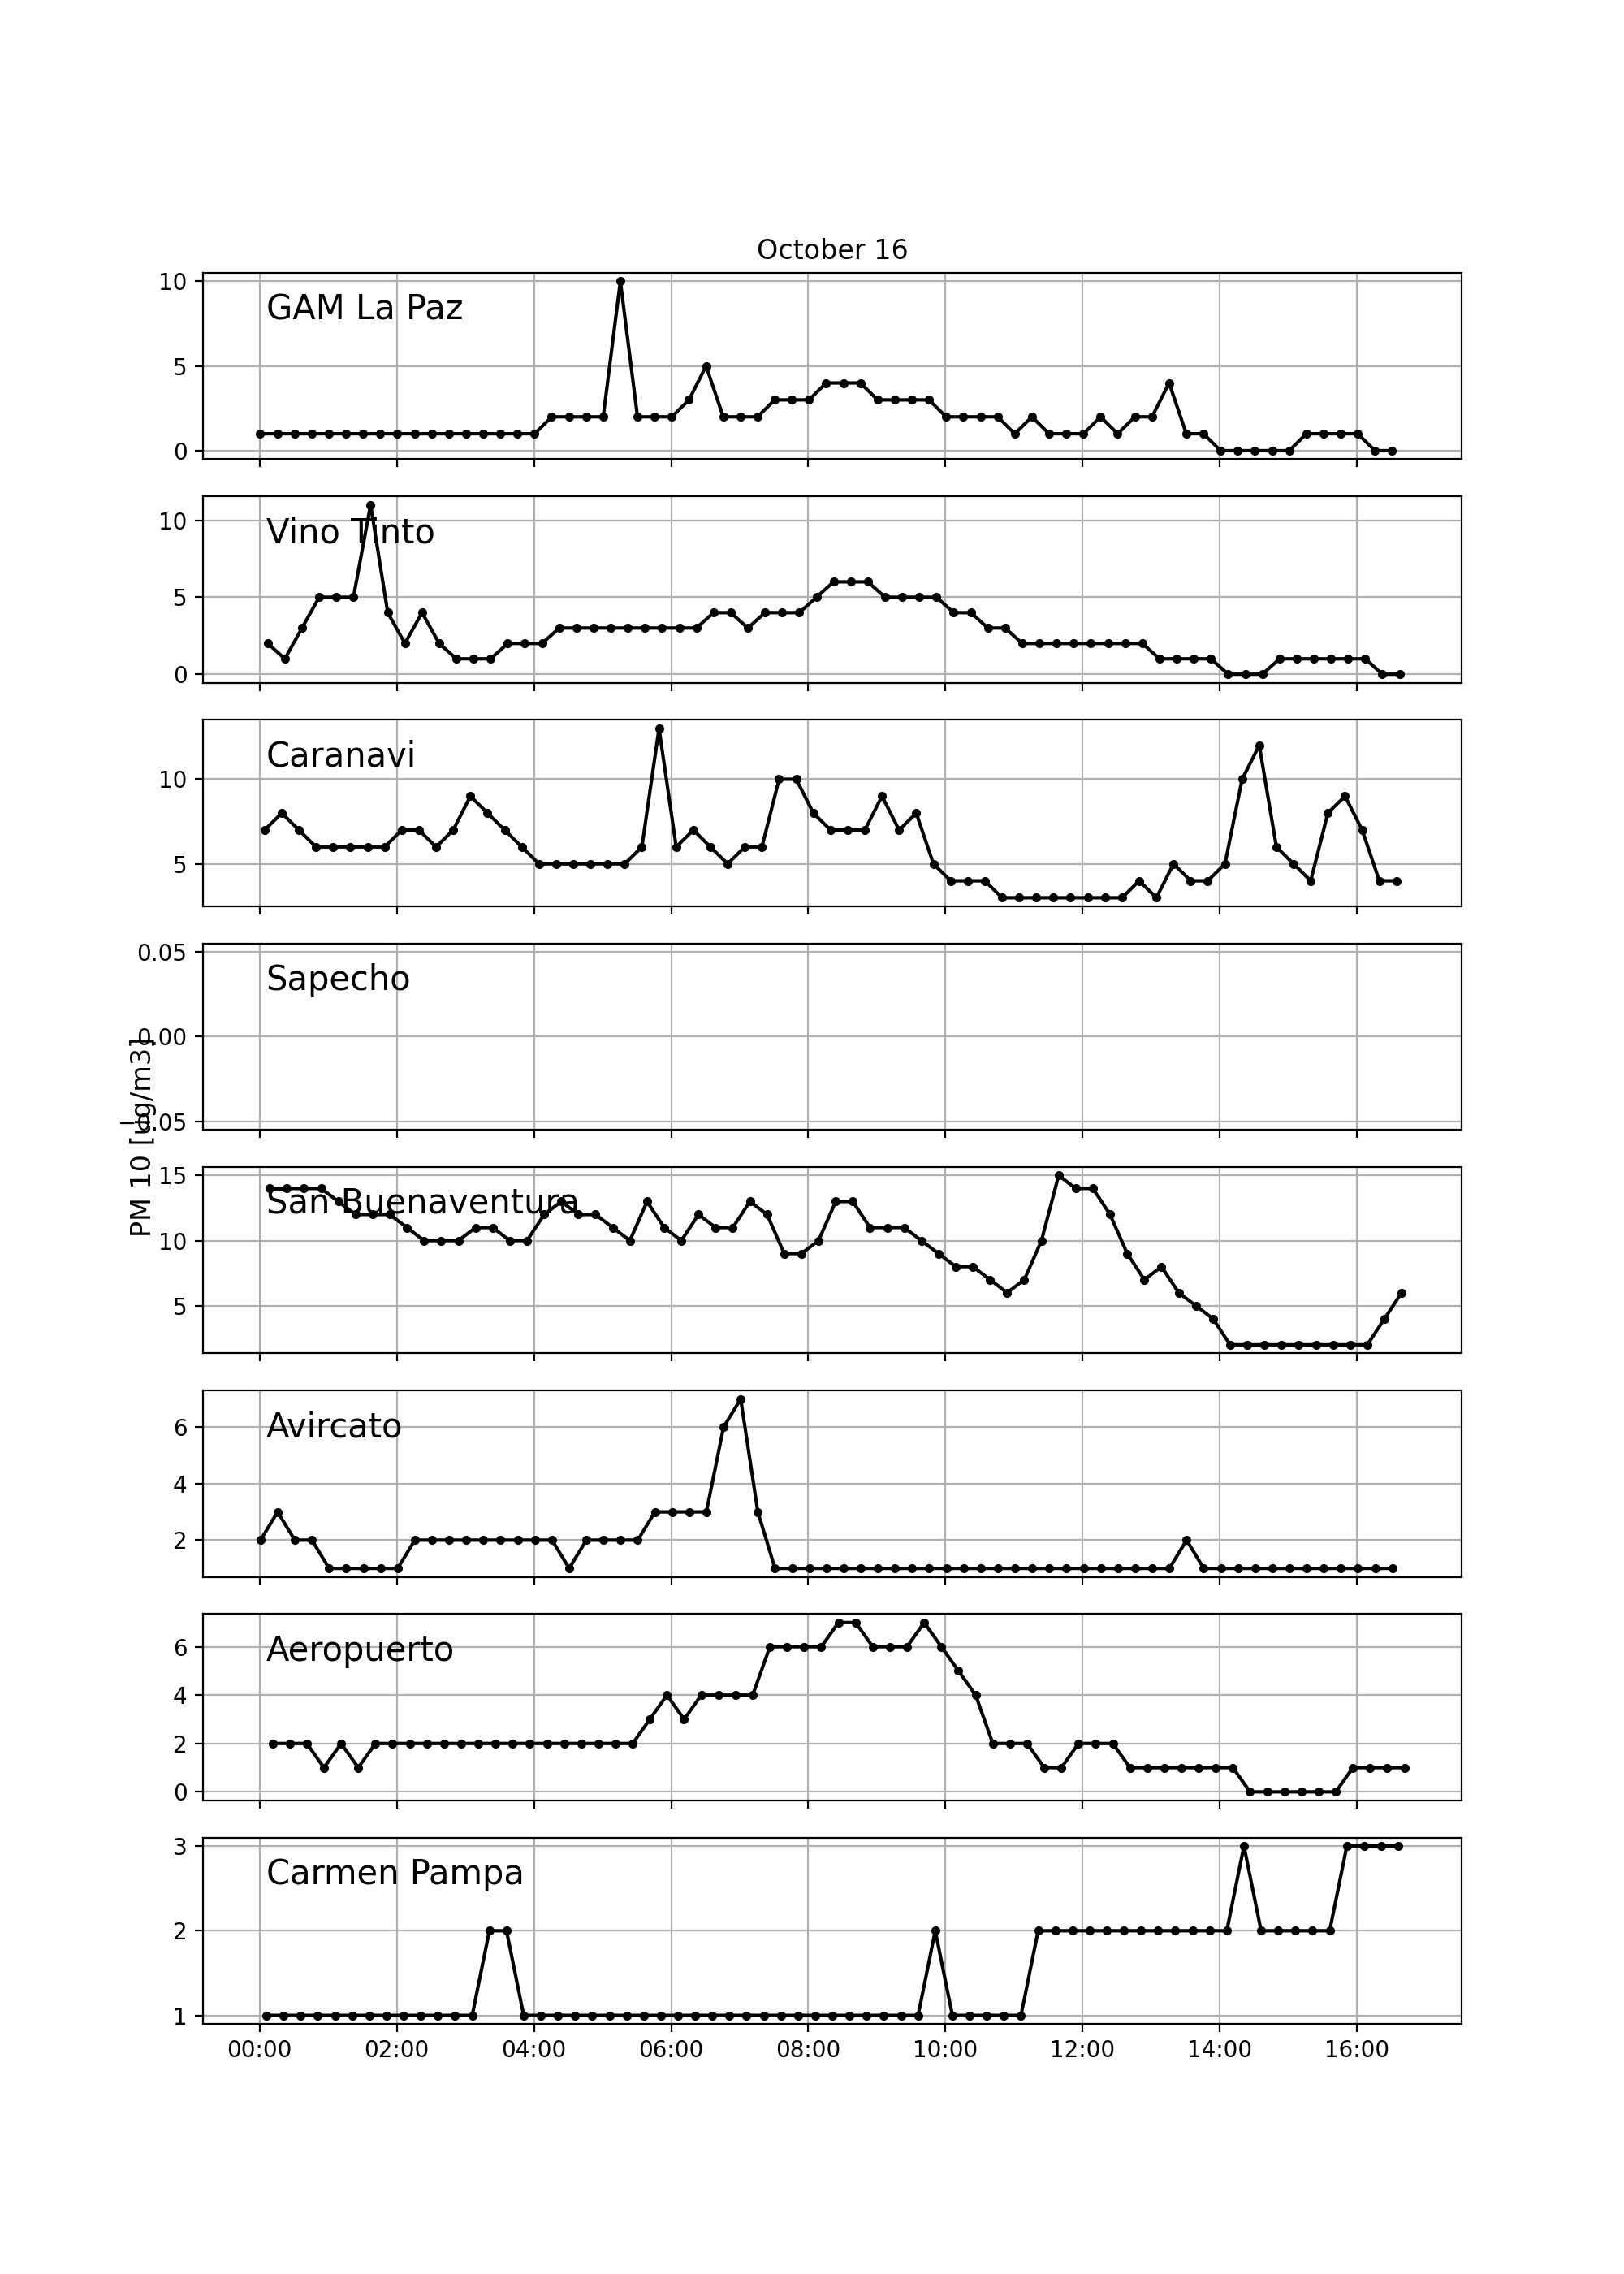 October 16
10
5
0
GAM La Paz
10
5
0
Vino Tinto
10
5
Caranavi
0.05
0.00
−0.05
Sapecho
PM 10 [ug/m3]
15
10
5
San Buenaventura
6
4
2
Avircato
6
4
2
0
Aeropuerto
3
2
1
Carmen Pampa
00:00 02:00 04:00 06:00 08:00 10:00 12:00 14:00 16:00